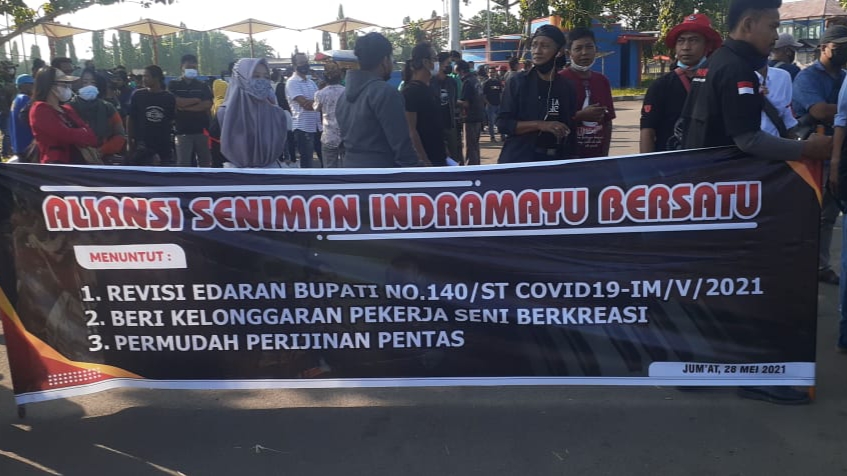 ALIANSI SENIMAN INDRAMAYU BERSATU
MENUNTUT :
1. REVISI EDARAN BUPATI NO.140/ST COVID19-IM/V/2021
2. BERI KELONGGARAN PEKERJA SENI BERKREASI
3. PERMUDAH PERIJINAN PENTAS
JUM'AT, 28 MEI 2021